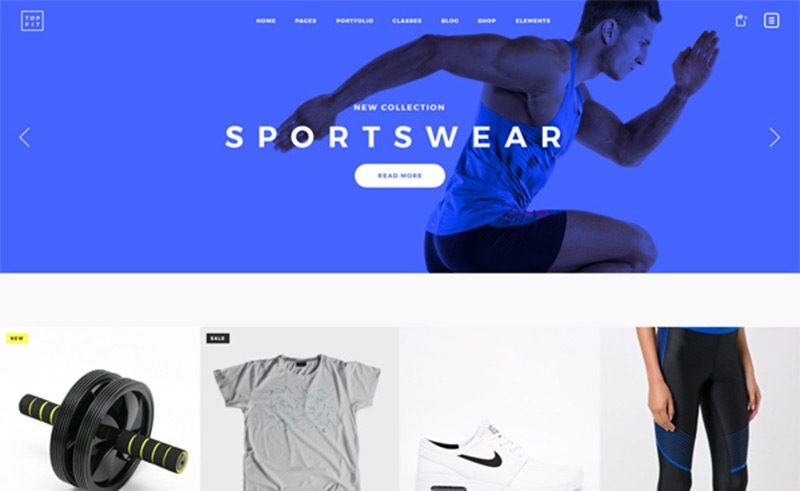 TOP
FIT
HOME PAGES PORTFOLIO CLASSES BLOG SHOP ELEMENTS
NEW COLLECTION
SPORTSWEAR
READ MORE
NEW
SALE